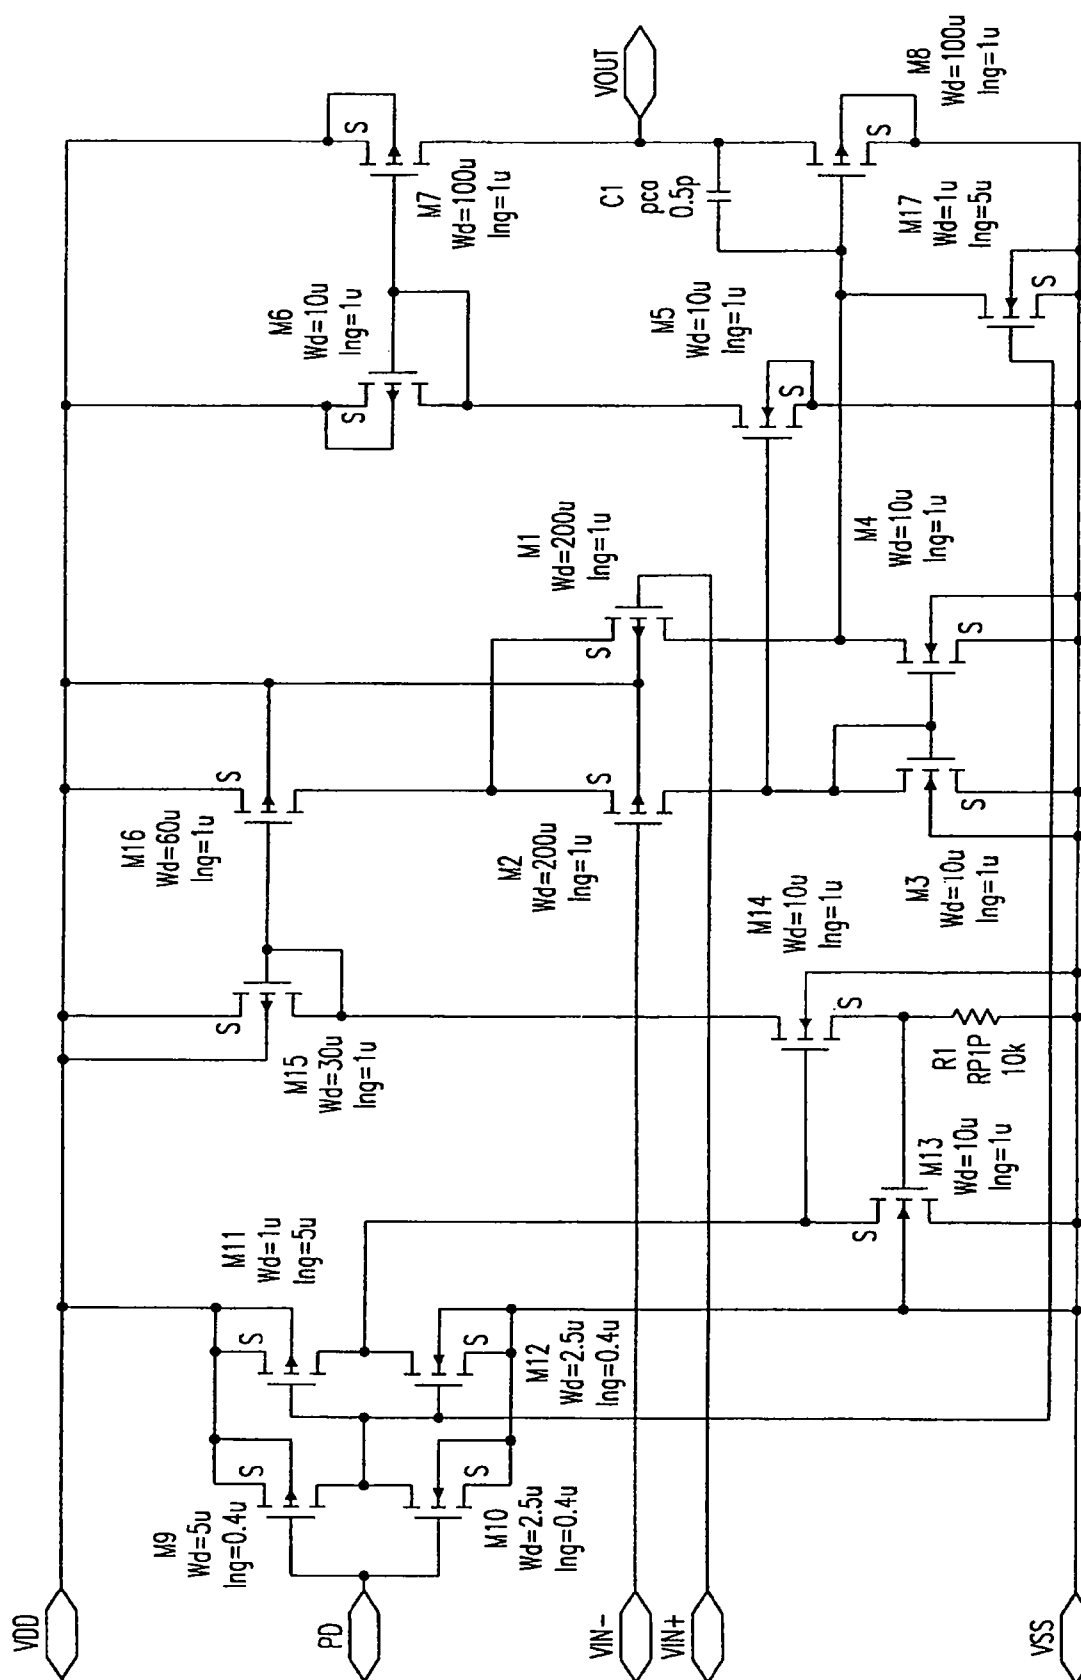 VDD
PD
VIN-
VIN+
VSS
VOUT
M9
Wd=5u
lng=0.4u
S
M10
Wd=2.5u
lng=0.4u
S
M11
Wd=1u
lng=5u
S
M12
Wd=2.5u
lng=0.4u
S
M13
Wd=10u
lng=1u
S
R1
RP1P
10k
M14
Wd=10u
lng=1u
S
M15
Wd=30u
lng=1u
S
M16
Wd=60u
lng=1u
S
M2
Wd=200u
lng=1u
S
M1
Wd=200u
lng=1u
S
M3
Wd=10u
lng=1u
S
M4
Wd=10u
lng=1u
S
M6
Wd=10u
lng=1u
S
M5
Wd=10u
lng=1u
S
M7
Wd=100u
lng=1u
S
C1
pca
0.5p
M8
Wd=100u
lng=1u
S
M17
Wd=1u
lng=5u
S